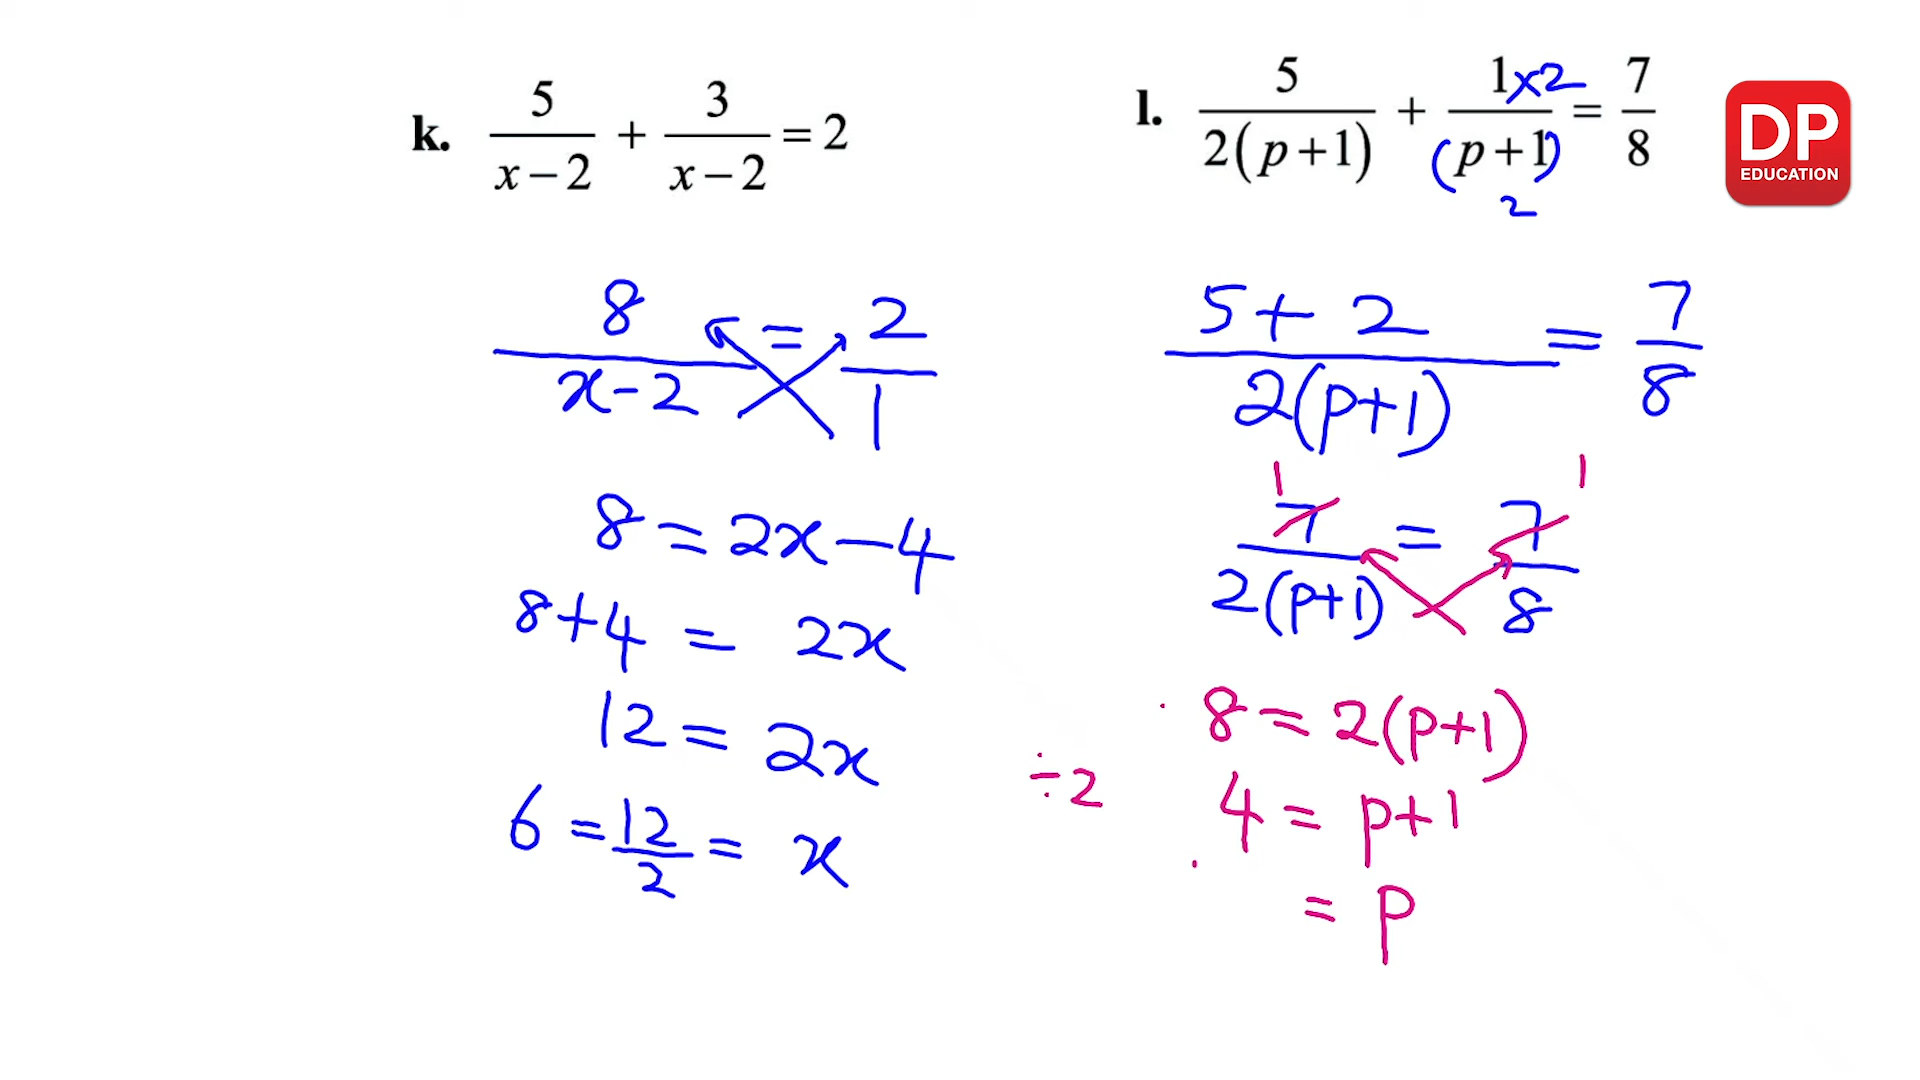 k. 5/(x−2) + 3/(x−2) = 2
8/(x−2) = 2/1
8 = 2x − 4
8 + 4 = 2x
12 = 2x
6 = 12/2 = x
l. 5/(2(p+1)) + 1×2/((p+1)2) = 7/8
(5 + 2)/(2(p+1)) = 7/8
1 1
7/(2(p+1)) = 7/8
8 = 2(p+1)
÷2
4 = p+1
= p
DP
EDUCATION